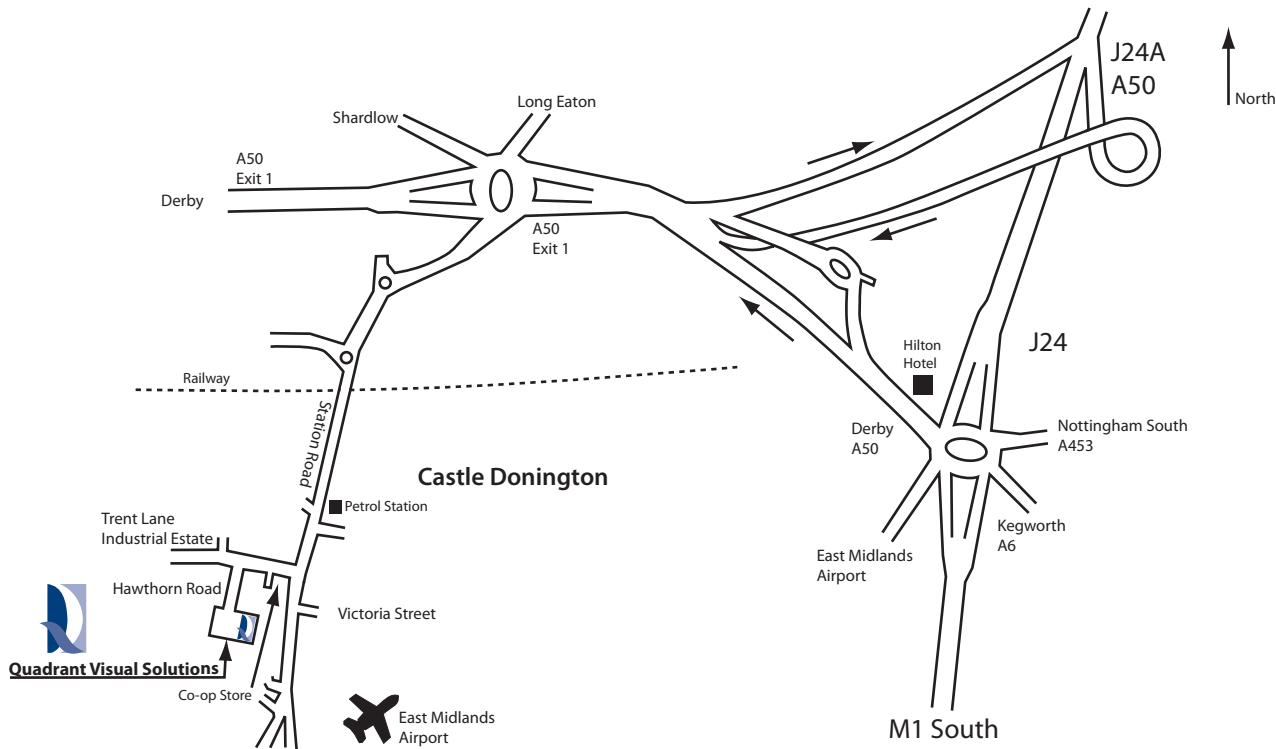 J24A
A50
North
Long Eaton
Shardlow
A50
Exit 1
Derby
A50
Exit 1
J24
Hilton
Hotel
Railway
Station Road
Derby
A50
Nottingham South
A453
Castle Donington
Petrol Station
Trent Lane
Industrial Estate
Kegworth
A6
East Midlands
Airport
Hawthorn Road
Victoria Street
Quadrant Visual Solutions
Co-op Store
East Midlands
Airport
M1 South